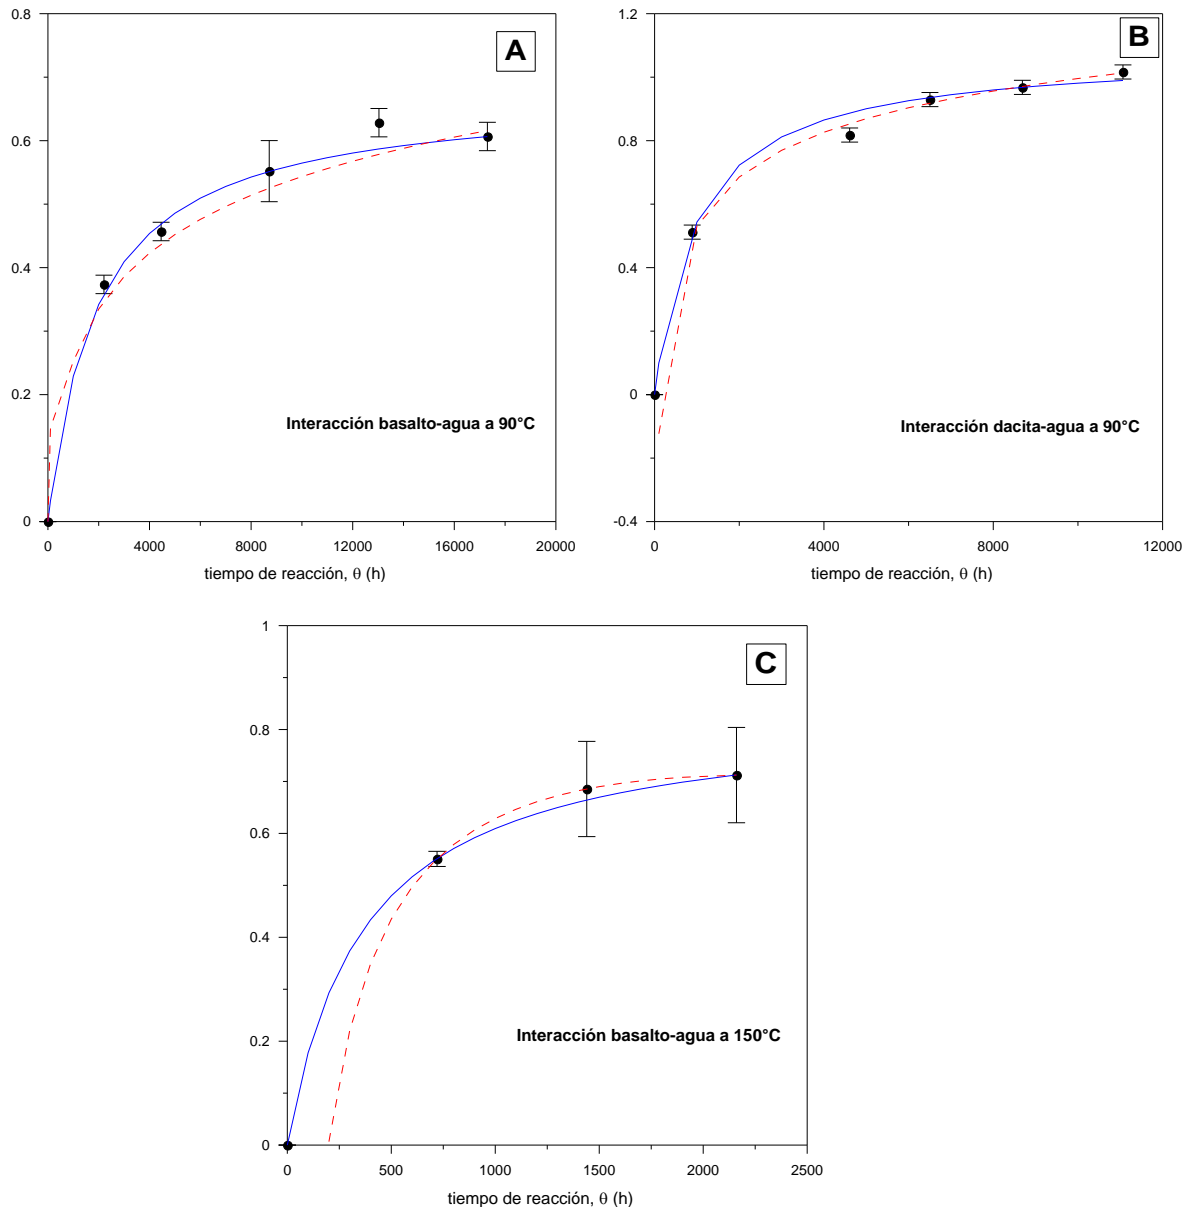 A
0.8
0.6
0.4
0.2
0
Interacción basalto-agua a 90°C
0 4000 8000 12000 16000 20000
tiempo de reacción, θ (h)
B
1.2
0.8
0.4
0
-0.4
Interacción dacita-agua a 90°C
0 4000 8000 12000
tiempo de reacción, θ (h)
C
1
0.8
0.6
0.4
0.2
0
Interacción basalto-agua a 150°C
0 500 1000 1500 2000 2500
tiempo de reacción, θ (h)